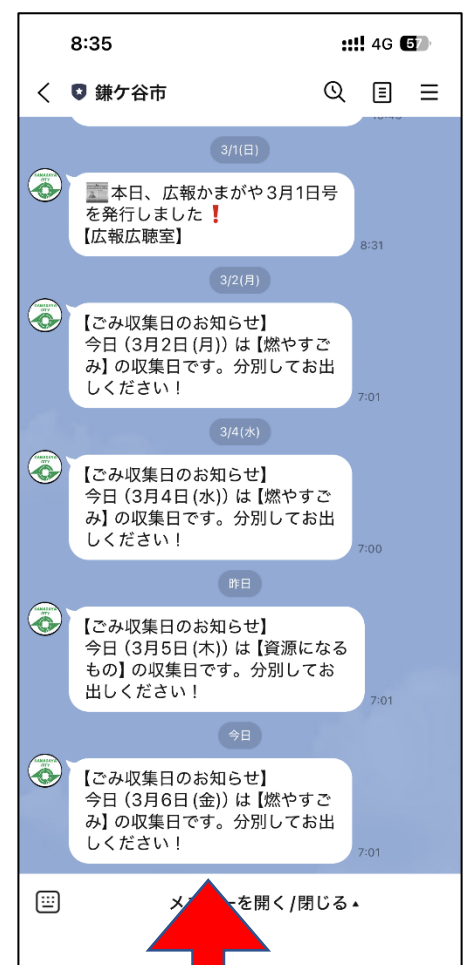 8:35
4G 57
鎌ケ谷市
3/1(日)
本日、広報かまがや3月1日号
を発行しました❗
【広報広聴室】
8:31
3/2(月)
【ごみ収集日のお知らせ】
今日（3月2日(月)）は【燃やすご
み】の収集日です。分別してお出
しください！
7:01
3/4(水)
【ごみ収集日のお知らせ】
今日（3月4日(水)）は【燃やすご
み】の収集日です。分別してお出
しください！
7:00
昨日
【ごみ収集日のお知らせ】
今日（3月5日(木)）は【資源になる
もの】の収集日です。分別してお
出しください！
7:01
今日
【ごみ収集日のお知らせ】
今日（3月6日(金)）は【燃やすご
み】の収集日です。分別してお出
しください！
7:01
を開く/閉じる▲